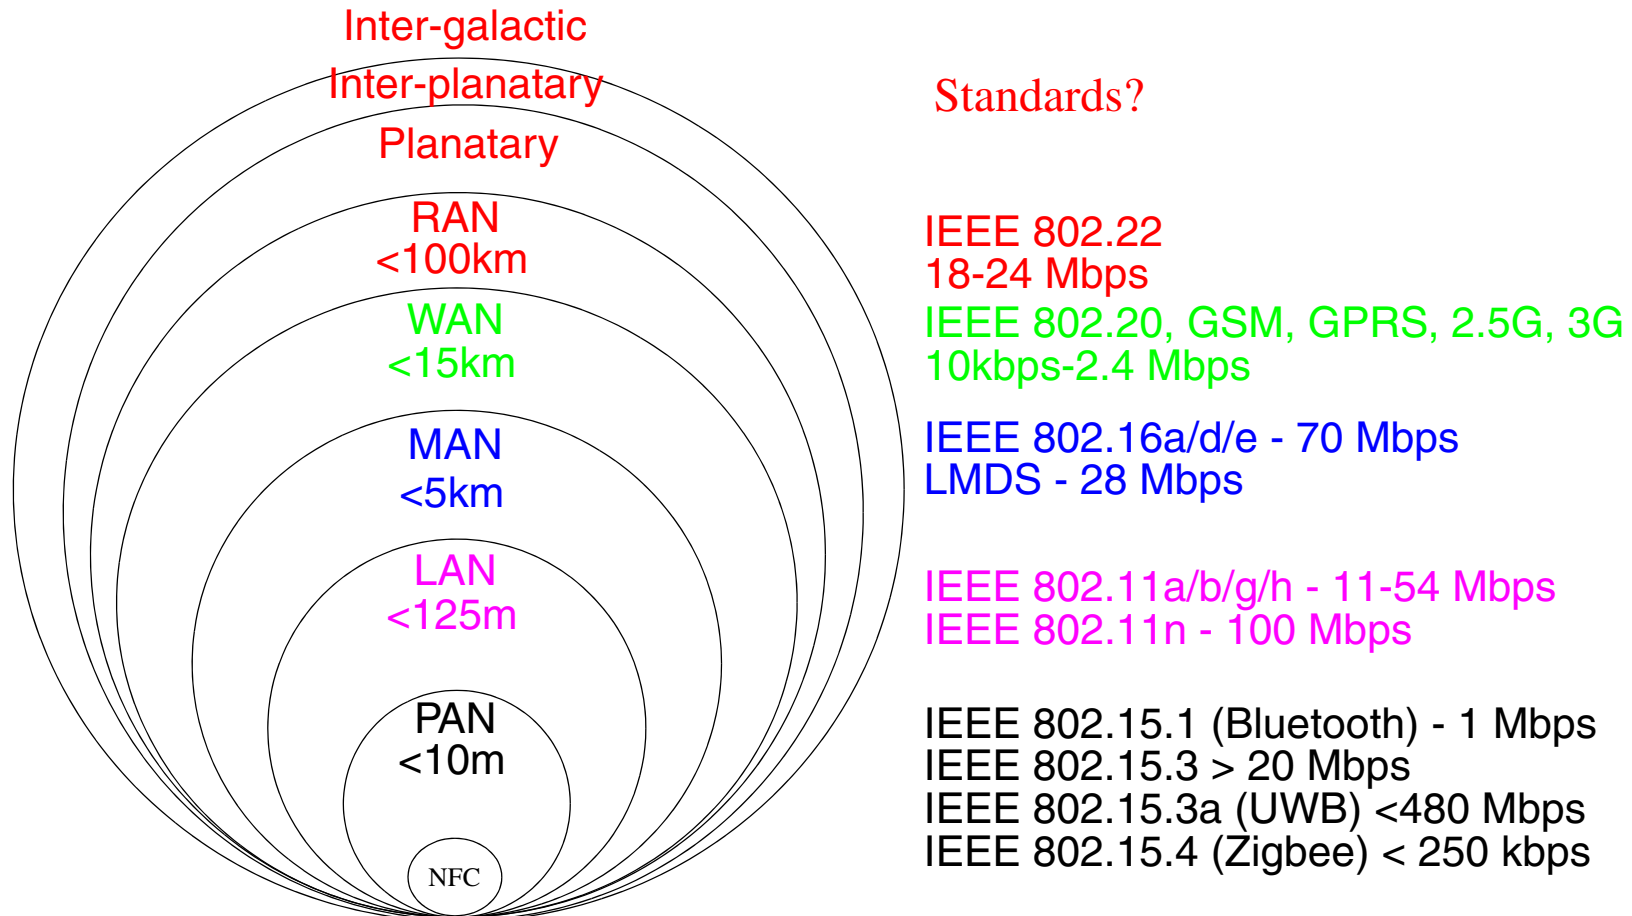 Inter-galactic
Inter-planatary
Standards?
Planatary
RAN
<100km
IEEE 802.22
18-24 Mbps
WAN
<15km
IEEE 802.20, GSM, GPRS, 2.5G, 3G
10kbps-2.4 Mbps
MAN
<5km
IEEE 802.16a/d/e - 70 Mbps
LMDS - 28 Mbps
LAN
<125m
IEEE 802.11a/b/g/h - 11-54 Mbps
IEEE 802.11n - 100 Mbps
PAN
<10m
IEEE 802.15.1 (Bluetooth) - 1 Mbps
IEEE 802.15.3 > 20 Mbps
IEEE 802.15.3a (UWB) <480 Mbps
IEEE 802.15.4 (Zigbee) < 250 kbps
NFC